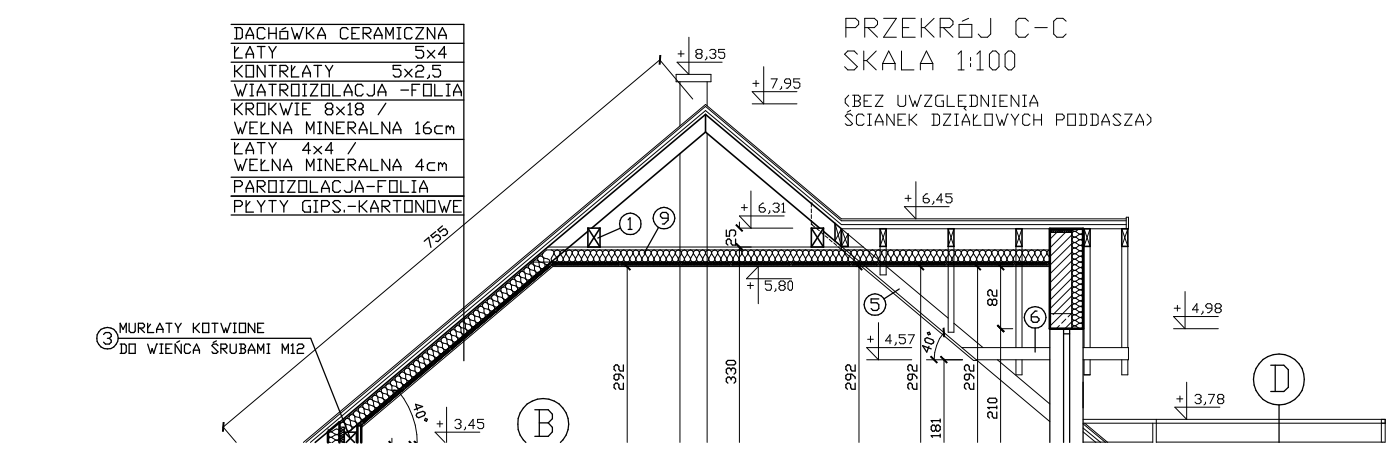 DACHÓWKA CERAMICZNA
ŁATY 5x4
KONTRŁATY 5x2,5
WIATROIZOLACJA -FOLIA
KROKWIE 8x18 /
WEŁNA MINERALNA 16cm
ŁATY 4x4 /
WEŁNA MINERALNA 4cm
PAROIZOLACJA-FOLIA
PŁYTY GIPS.-KARTONOWE
PRZEKRÓJ C-C
SKALA 1:100
(BEZ UWZGLĘDNIENIA
ŚCIANEK DZIAŁOWYCH PODDASZA)
+ 8,35
+ 7,95
+ 6,45
+ 6,31
25
1
9
755
+ 5,80
5
82
6
+ 4,98
+ 4,57
40°
3
MURŁATY KOTWIONE
DO WIEŃCA ŚRUBAMI M12
292
330
292
292
292
210
181
40°
+ 3,45
B
D
+ 3,78